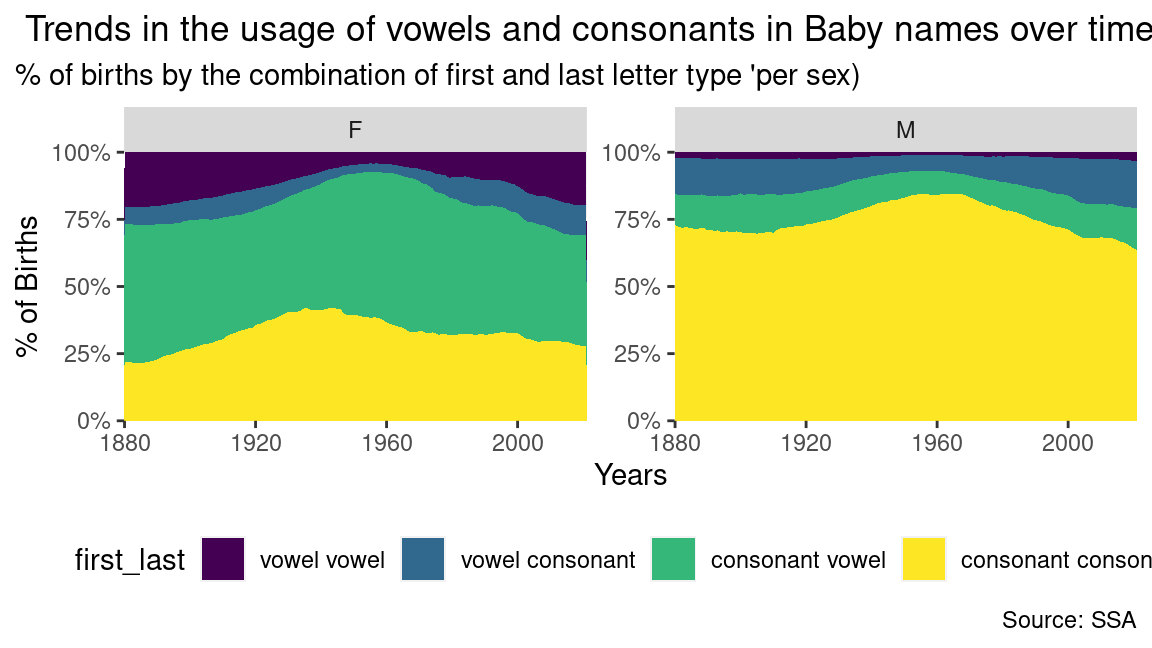 Trends in the usage of vowels and consonants in Baby names over time
% of births by the combination of first and last letter type 'per sex)
F
M
100%
75%
50%
25%
0%
100%
75%
50%
25%
0%
% of Births
1880 1920 1960 2000
1880 1920 1960 2000
Years
first_last vowel vowel vowel consonant consonant vowel consonant conson
Source: SSA